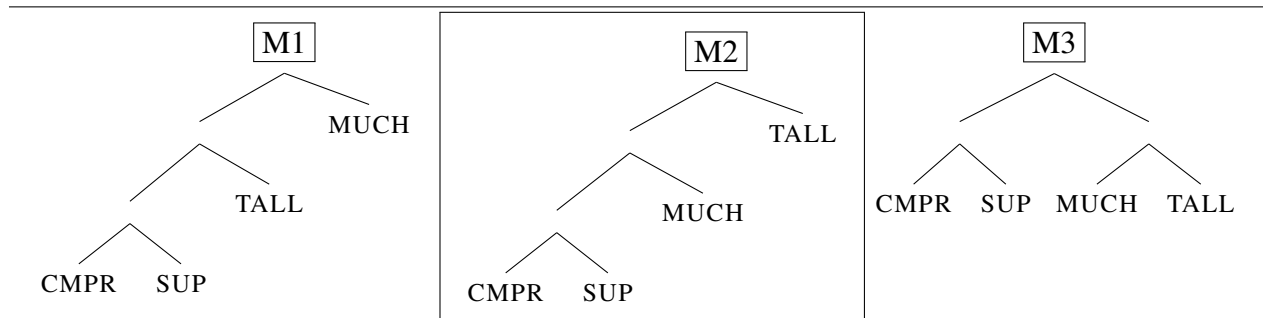 M1 M2 M3
MUCH TALL
TALL MUCH CMPR SUP MUCH TALL
CMPR SUP CMPR SUP